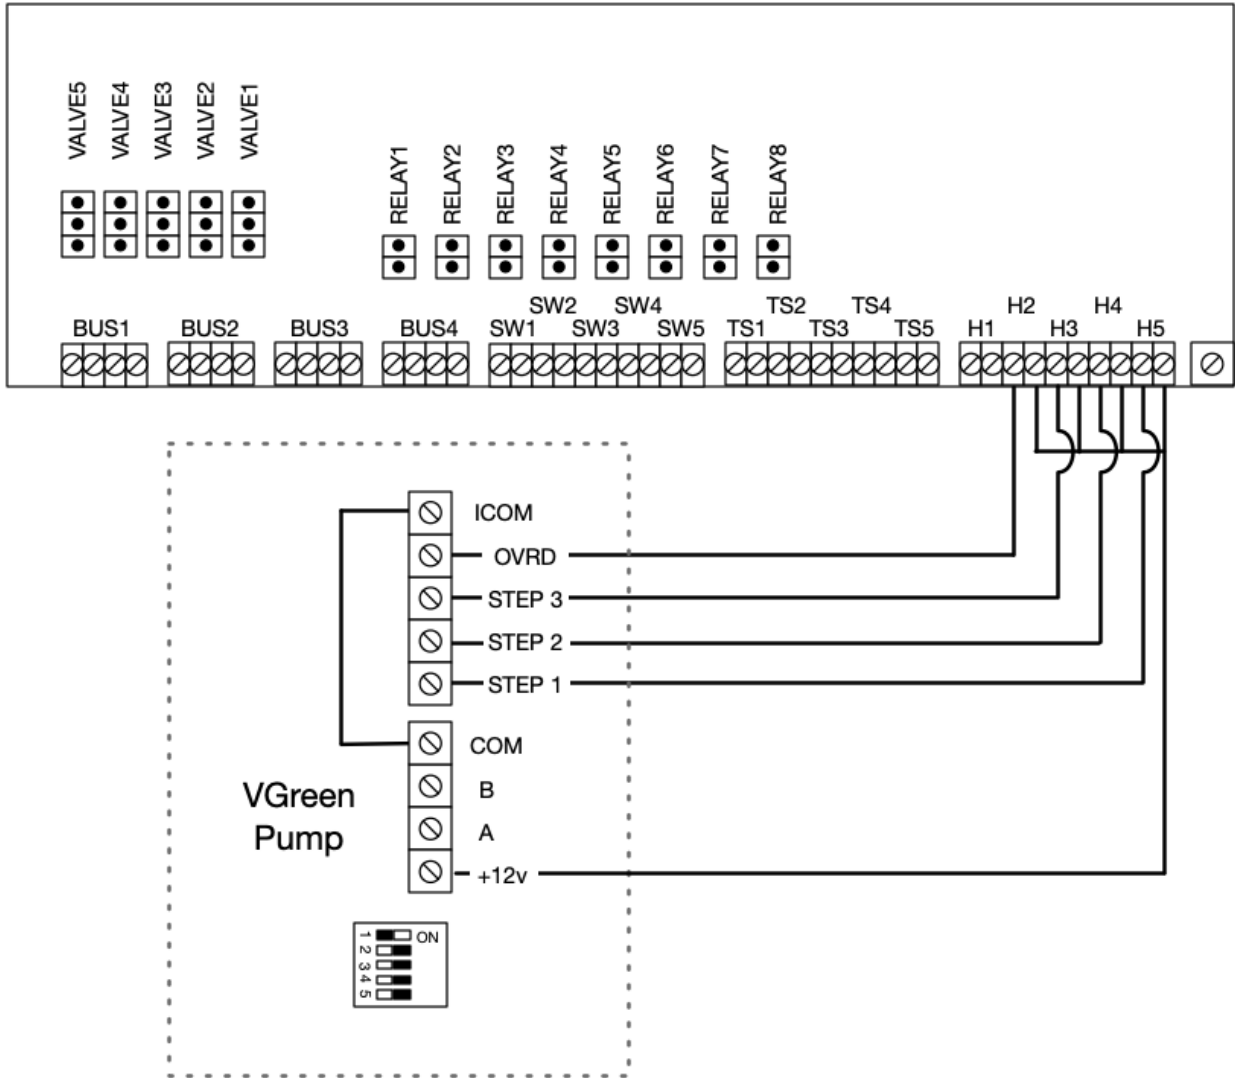 VALVE5 VALVE4 VALVE3 VALVE2 VALVE1
RELAY1 RELAY2 RELAY3 RELAY4 RELAY5 RELAY6 RELAY7 RELAY8
SW2 SW4 TS2 TS4 H2 H4
BUS1 BUS2 BUS3 BUS4 SW1 SW3 SW5 TS1 TS3 TS5 H1 H3 H5
ICOM
OVRD
STEP 3
STEP 2
STEP 1
COM
B
A
+12v
VGreen
Pump
1 ON
2
3
4
5